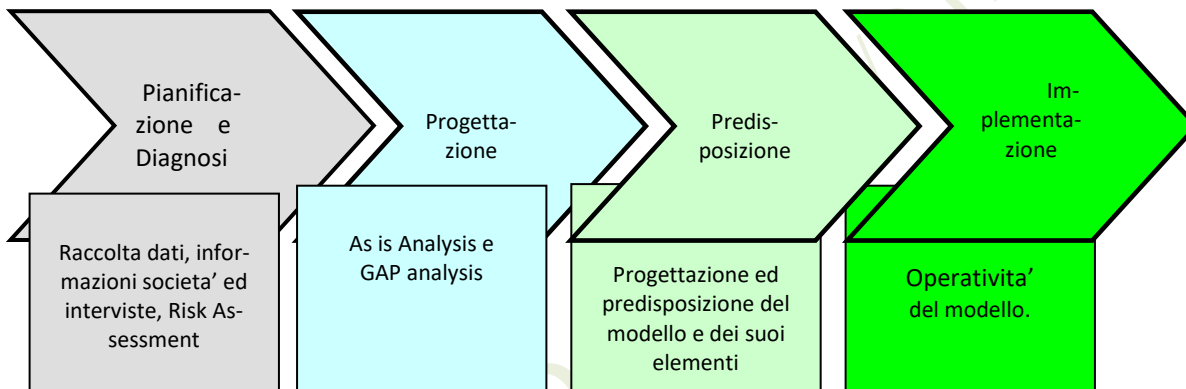 Pianifica-
zione e
Diagnosi
Raccolta dati, infor-
mazioni societa’ ed
interviste, Risk As-
sessment
Progetta-
zione
As is Analysis e
GAP analysis
Predis-
posizione
Progettazione ed
predisposizione del
modello e dei suoi
elementi
Im-
plementa-
zione
Operativita’
del modello.